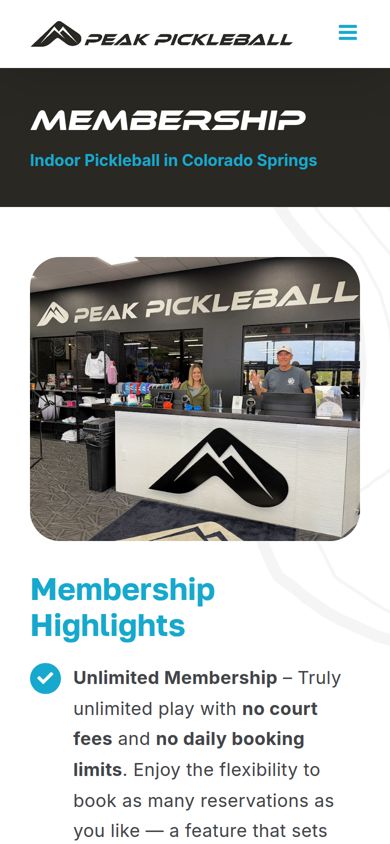 PEAK PICKLEBALL
MEMBERSHIP
Indoor Pickleball in Colorado Springs
PEAK PICKLEBALL
Membership
Highlights
Unlimited Membership – Truly
unlimited play with no court
fees and no daily booking
limits. Enjoy the flexibility to
book as many reservations as
you like — a feature that sets